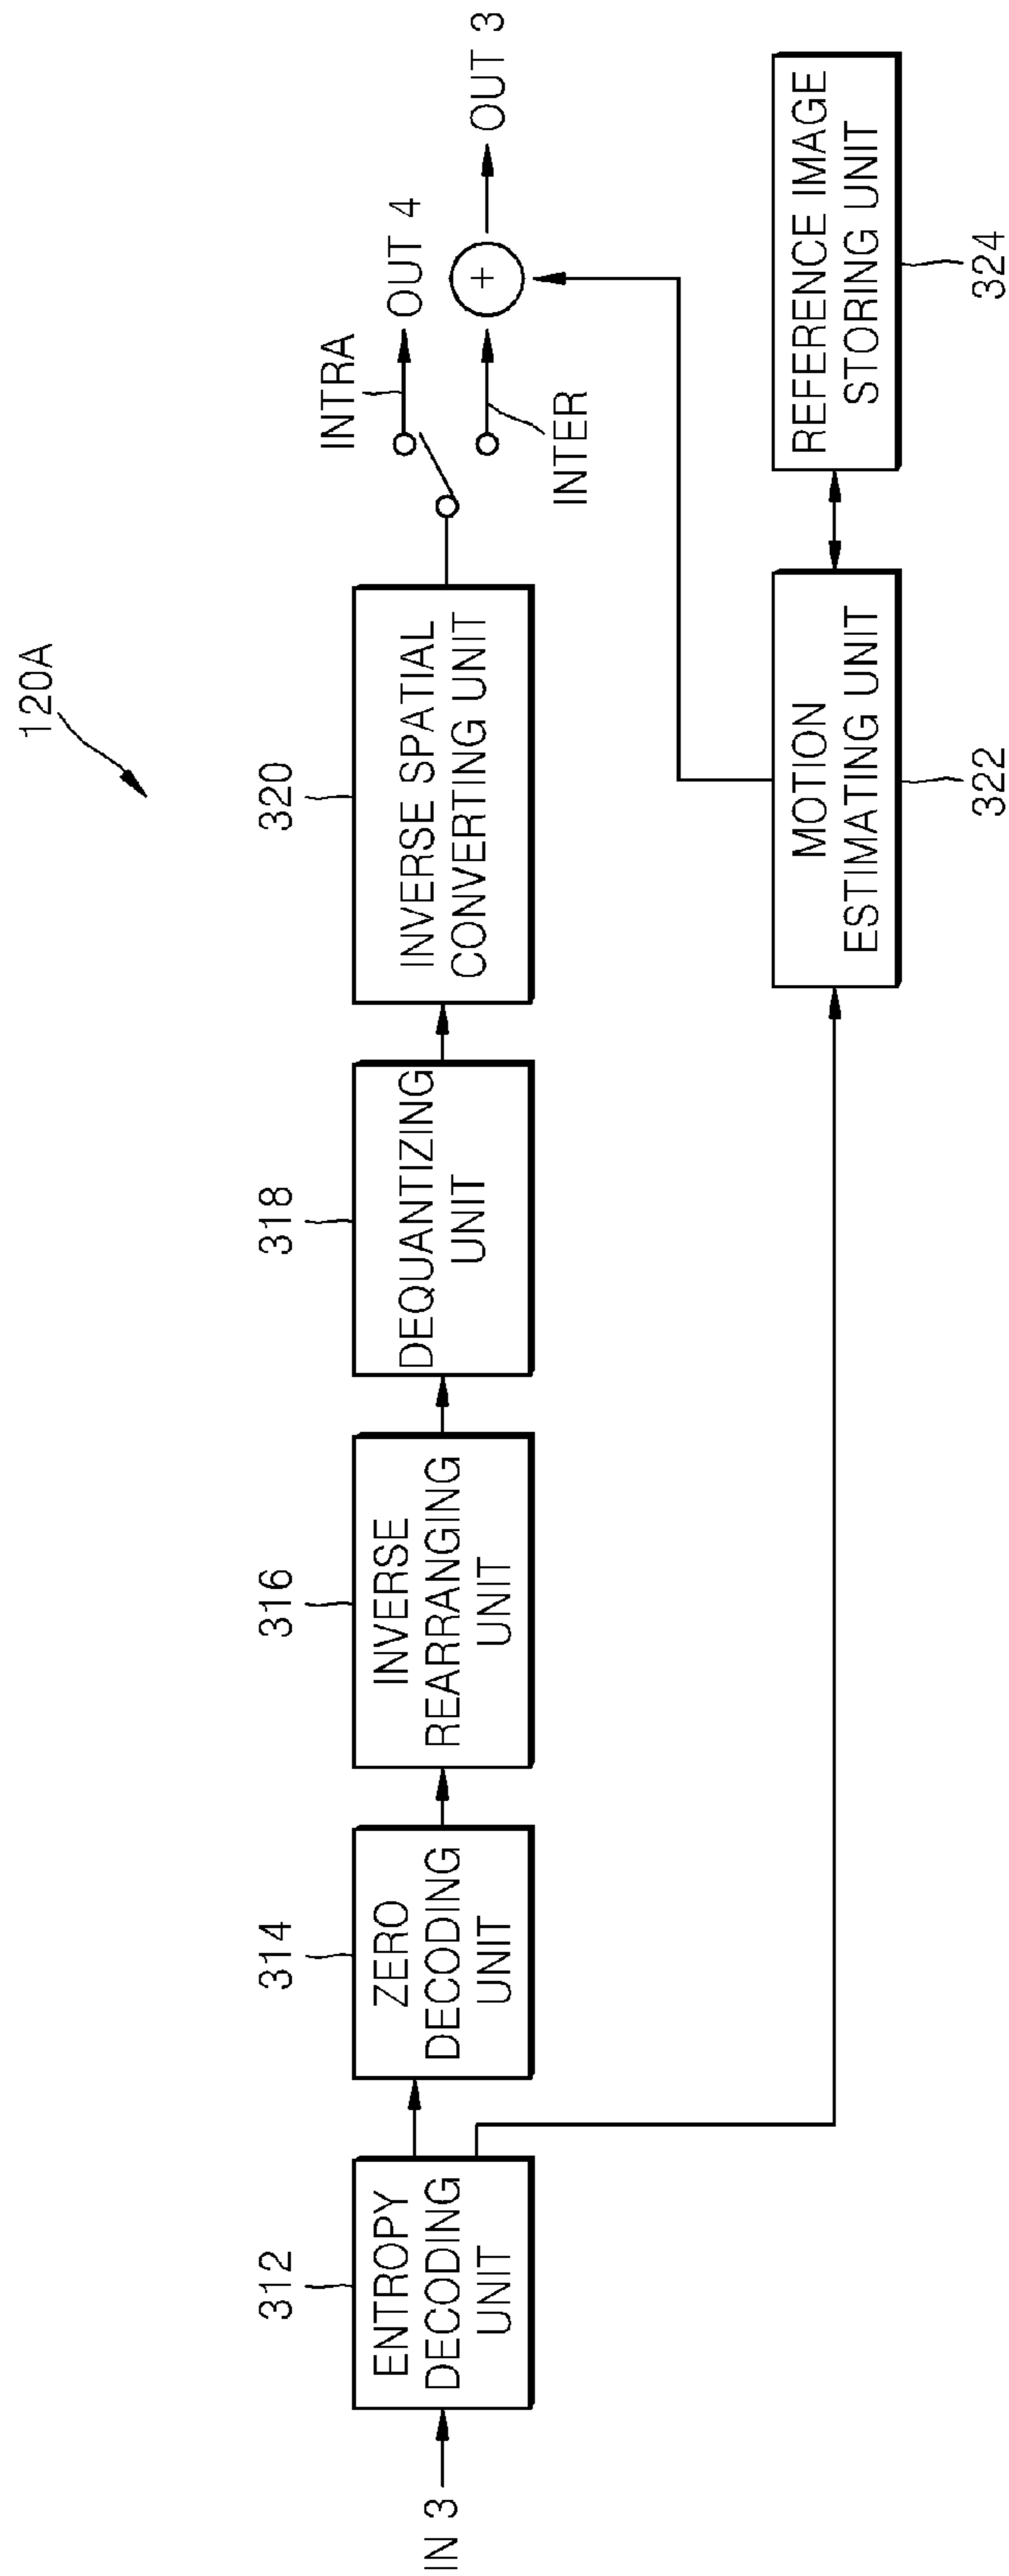 120A
IN 3
312
ENTROPY
DECODING
UNIT
314
ZERO
DECODING
UNIT
316
INVERSE
REARRANGING
UNIT
318
DEQUANTIZING
UNIT
320
INVERSE SPATIAL
CONVERTING UNIT
INTRA
OUT 4
INTER
+
OUT 3
MOTION
ESTIMATING UNIT
322
REFERENCE IMAGE
STORING UNIT
324